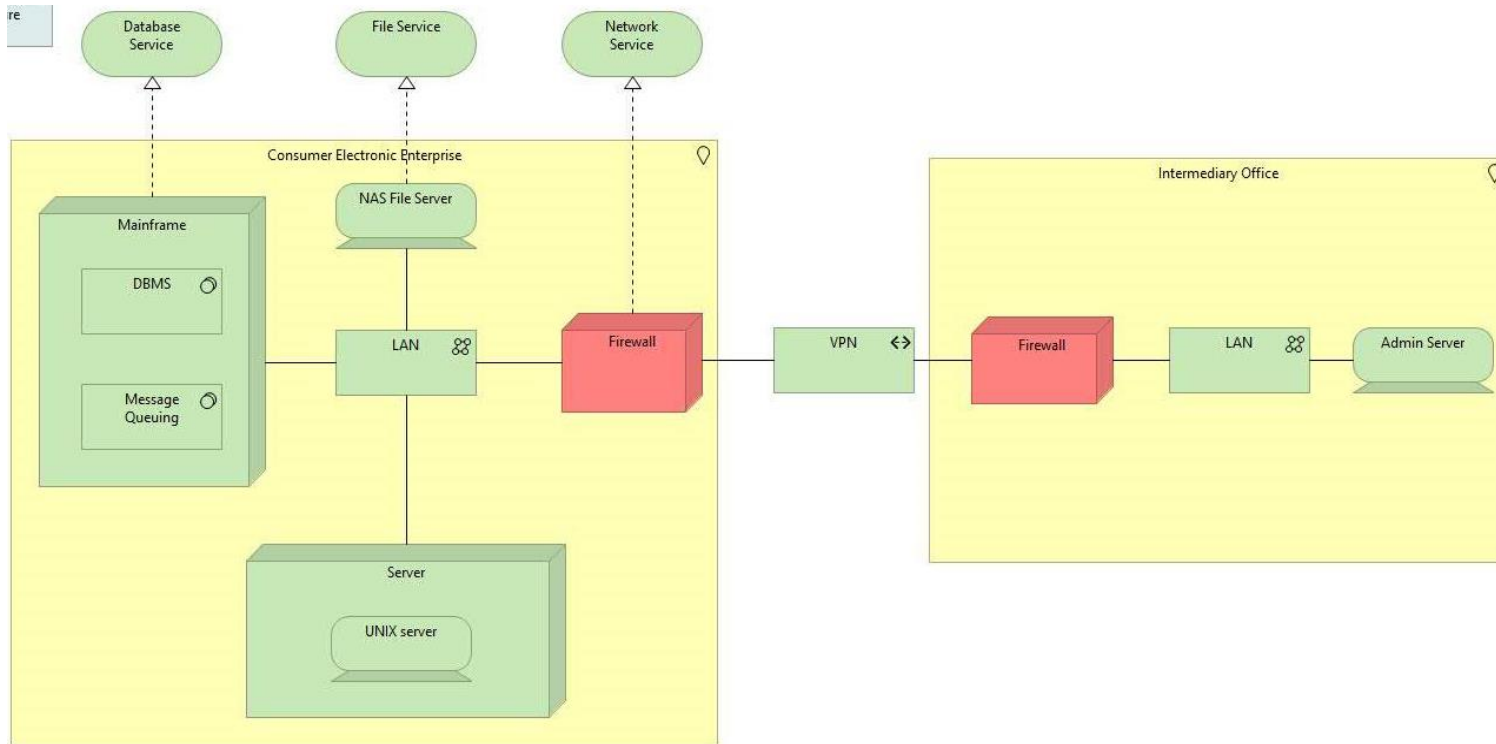 re
Database
Service
File Service
Network
Service
Consumer Electronic Enterprise
Intermediary Office
NAS File Server
Mainframe
DBMS
LAN
Firewall
VPN
Firewall
LAN
Admin Server
Message
Queuing
Server
UNIX server